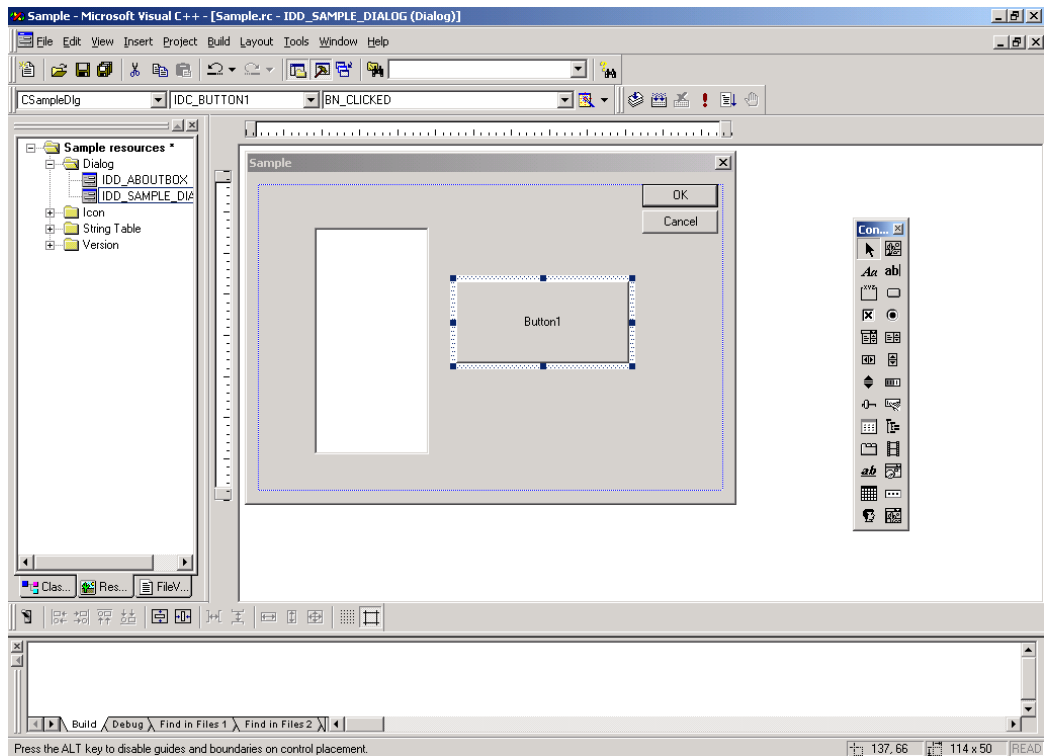 Sample - Microsoft Visual C++ - [Sample.rc - IDD_SAMPLE_DIALOG (Dialog)]
File Edit View Insert Project Build Layout Tools Window Help
CSampleDlg IDC_BUTTON1 BN_CLICKED
Sample resources *
Dialog
IDD_ABOUTBOX
IDD_SAMPLE_DIA
Icon
String Table
Version
Sample
OK
Cancel
Button1
Con...
Aa ab|
xyz
ab
Clas... Res... FileV...
Build Debug Find in Files 1 Find in Files 2
Press the ALT key to disable guides and boundaries on control placement. 137, 66 114 x 50 READ